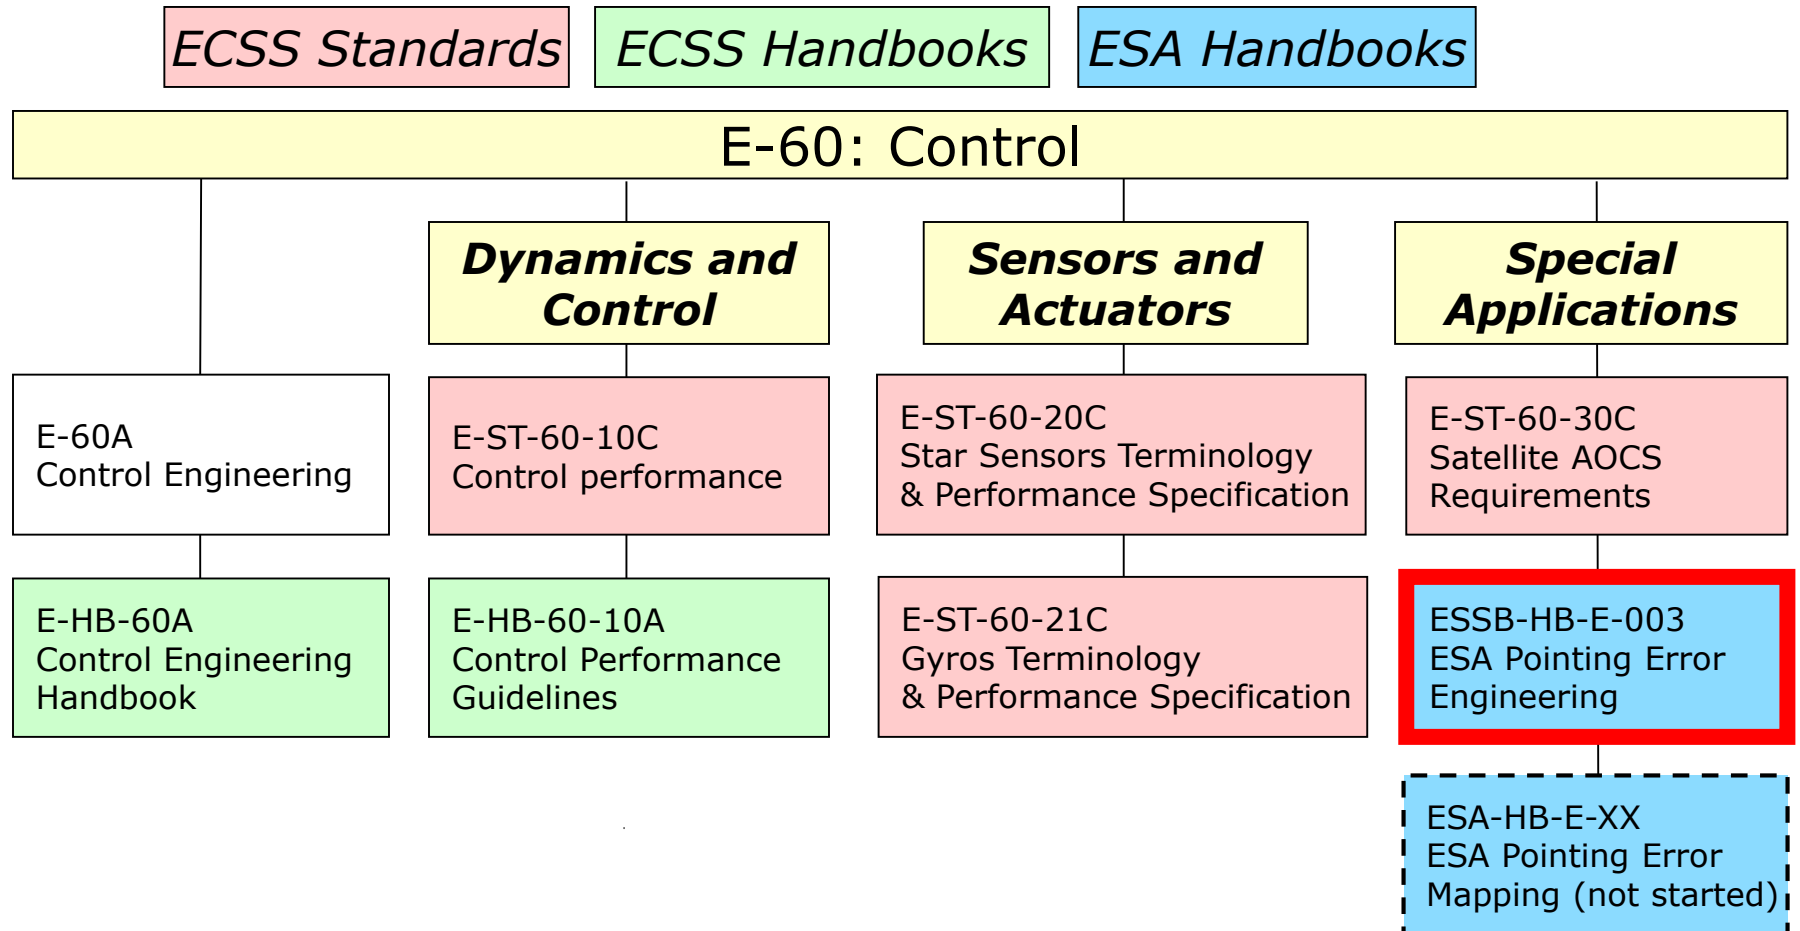 ECSS Standards
ECSS Handbooks
ESA Handbooks
E-60: Control
Dynamics and
Control
Sensors and
Actuators
Special
Applications
E-60A
Control Engineering
E-ST-60-10C
Control performance
E-ST-60-20C
Star Sensors Terminology
& Performance Specification
E-ST-60-30C
Satellite AOCS
Requirements
E-HB-60A
Control Engineering
Handbook
E-HB-60-10A
Control Performance
Guidelines
E-ST-60-21C
Gyros Terminology
& Performance Specification
ESSB-HB-E-003
ESA Pointing Error
Engineering
ESA-HB-E-XX
ESA Pointing Error
Mapping (not started)